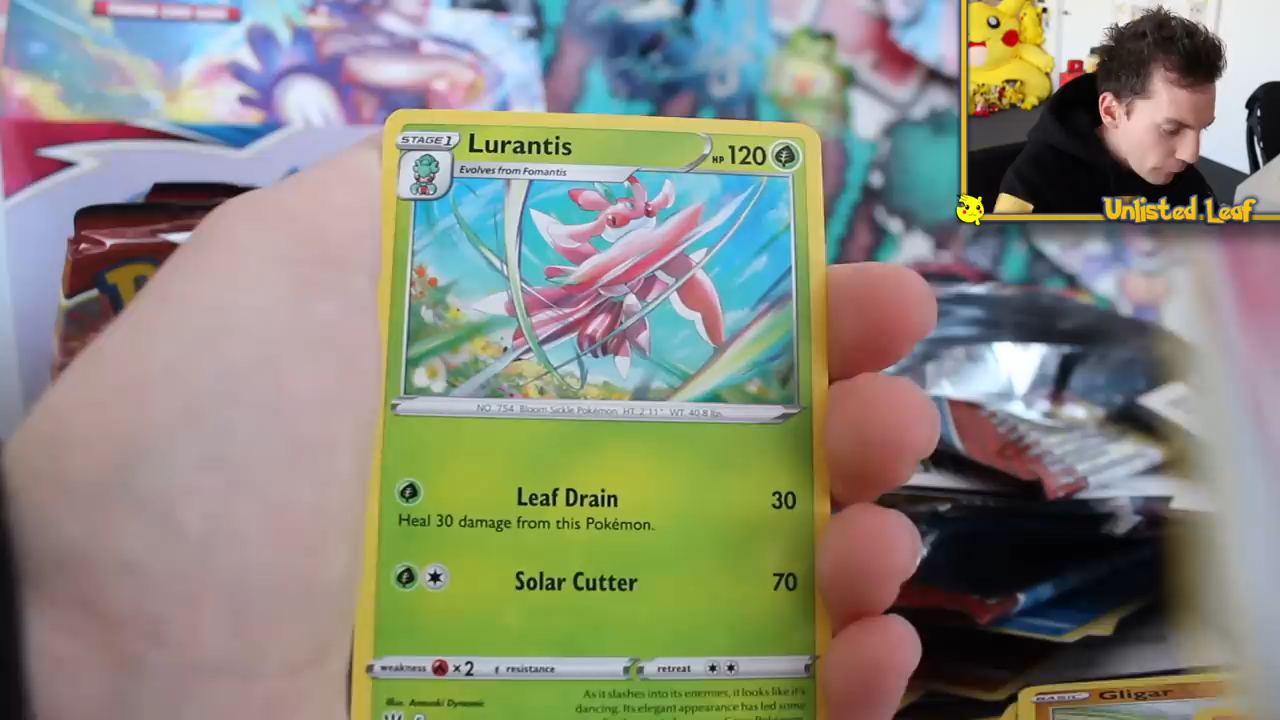 STAGE 1
Lurantis
HP 120
Evolves from Fomantis
NO. 754 Bloom Sickle Pokémon HT. 2'11" WT. 40.8 lbs.
Leaf Drain 30
Heal 30 damage from this Pokémon.
Solar Cutter 70
weakness ×2 resistance retreat
Illus. Amsuki Dynamic
As it slashes into its enemies, it looks like it's
dancing. Its elegant appearance has led some
Unlisted Leaf
BASIC Gligar